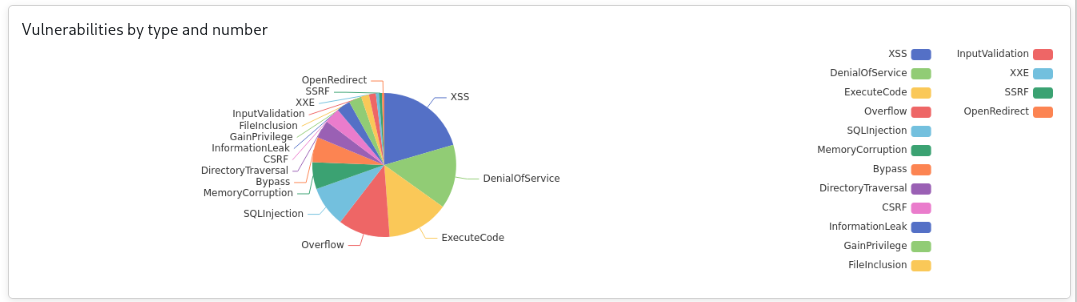 Vulnerabilities by type and number
OpenRedirect
SSRF
XXE
InputValidation
FileInclusion
GainPrivilege
InformationLeak
CSRF
DirectoryTraversal
Bypass
MemoryCorruption
SQLInjection
Overflow
XSS
DenialOfService
ExecuteCode
XSS
DenialOfService
ExecuteCode
Overflow
SQLInjection
MemoryCorruption
Bypass
DirectoryTraversal
CSRF
InformationLeak
GainPrivilege
FileInclusion
InputValidation
XXE
SSRF
OpenRedirect